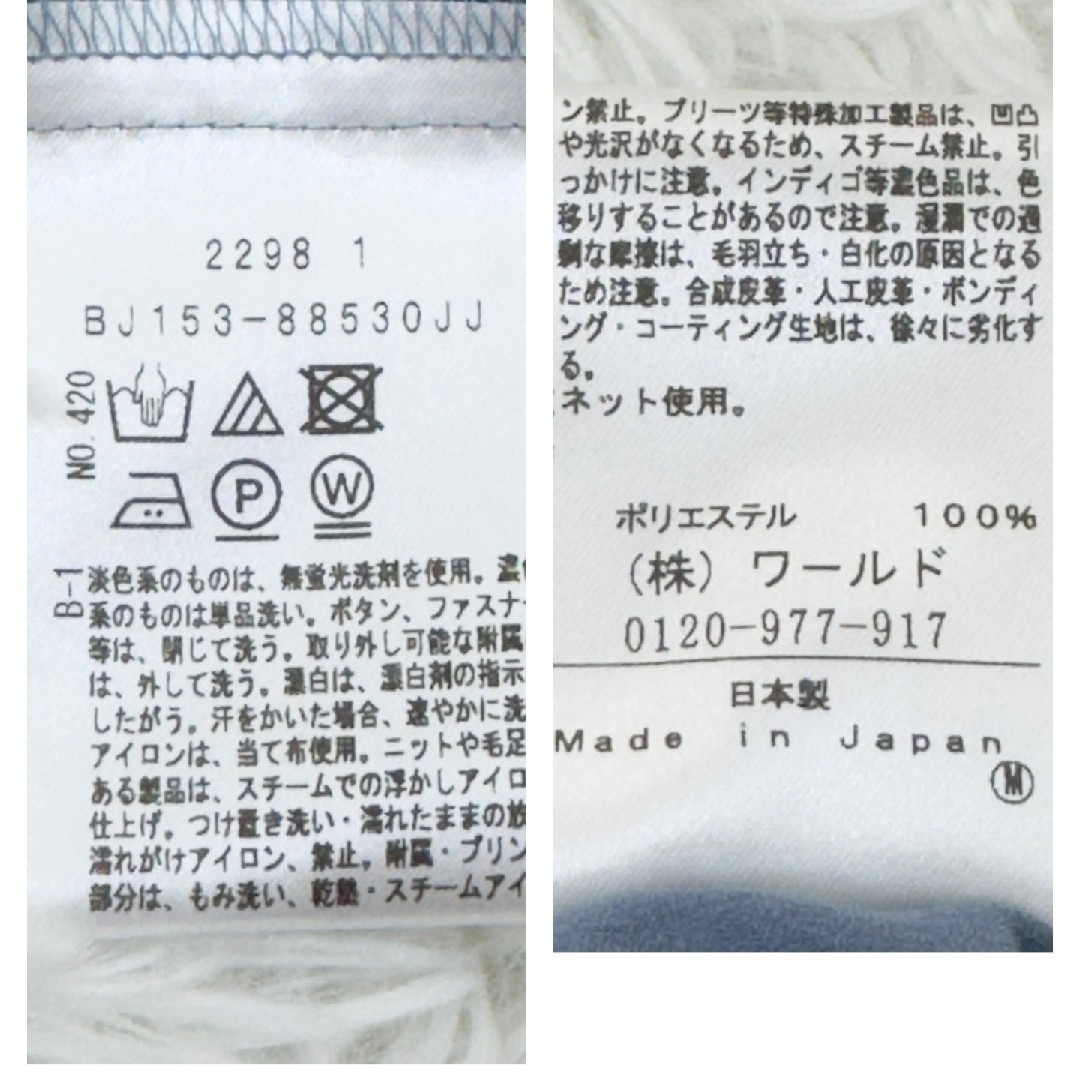 2298 1
BJ153-88530JJ
NO. 420
P
W
B-1
淡色系のものは、無蛍光洗剤を使用。濃
系のものは単品洗い。ボタン、ファスナー
等は、閉じて洗う。取り外し可能な附属
は、外して洗う。漂白は、漂白剤の指示
したがう。汗をかいた場合、速やかに洗
アイロンは、当て布使用。ニットや毛足
ある製品は、スチームでの浮かしアイロ
仕上げ。つけ置き洗い・濡れたままの放
濡れがけアイロン、禁止。附属・プリン
部分は、もみ洗い、乾熱・スチームアイ
ン禁止。プリーツ等特殊加工製品は、凹凸
や光沢がなくなるため、スチーム禁止。引
っかけに注意。インディゴ等濃色品は、色
移りすることがあるので注意。湿潤での過
剰な摩擦は、毛羽立ち・白化の原因となる
ため注意。合成皮革・人工皮革・ボンディ
ング・コーティング生地は、徐々に劣化す
る。
ネット使用。
ポリエステル 100%
(株) ワールド
0120-977-917
日本製
Made in Japan
M